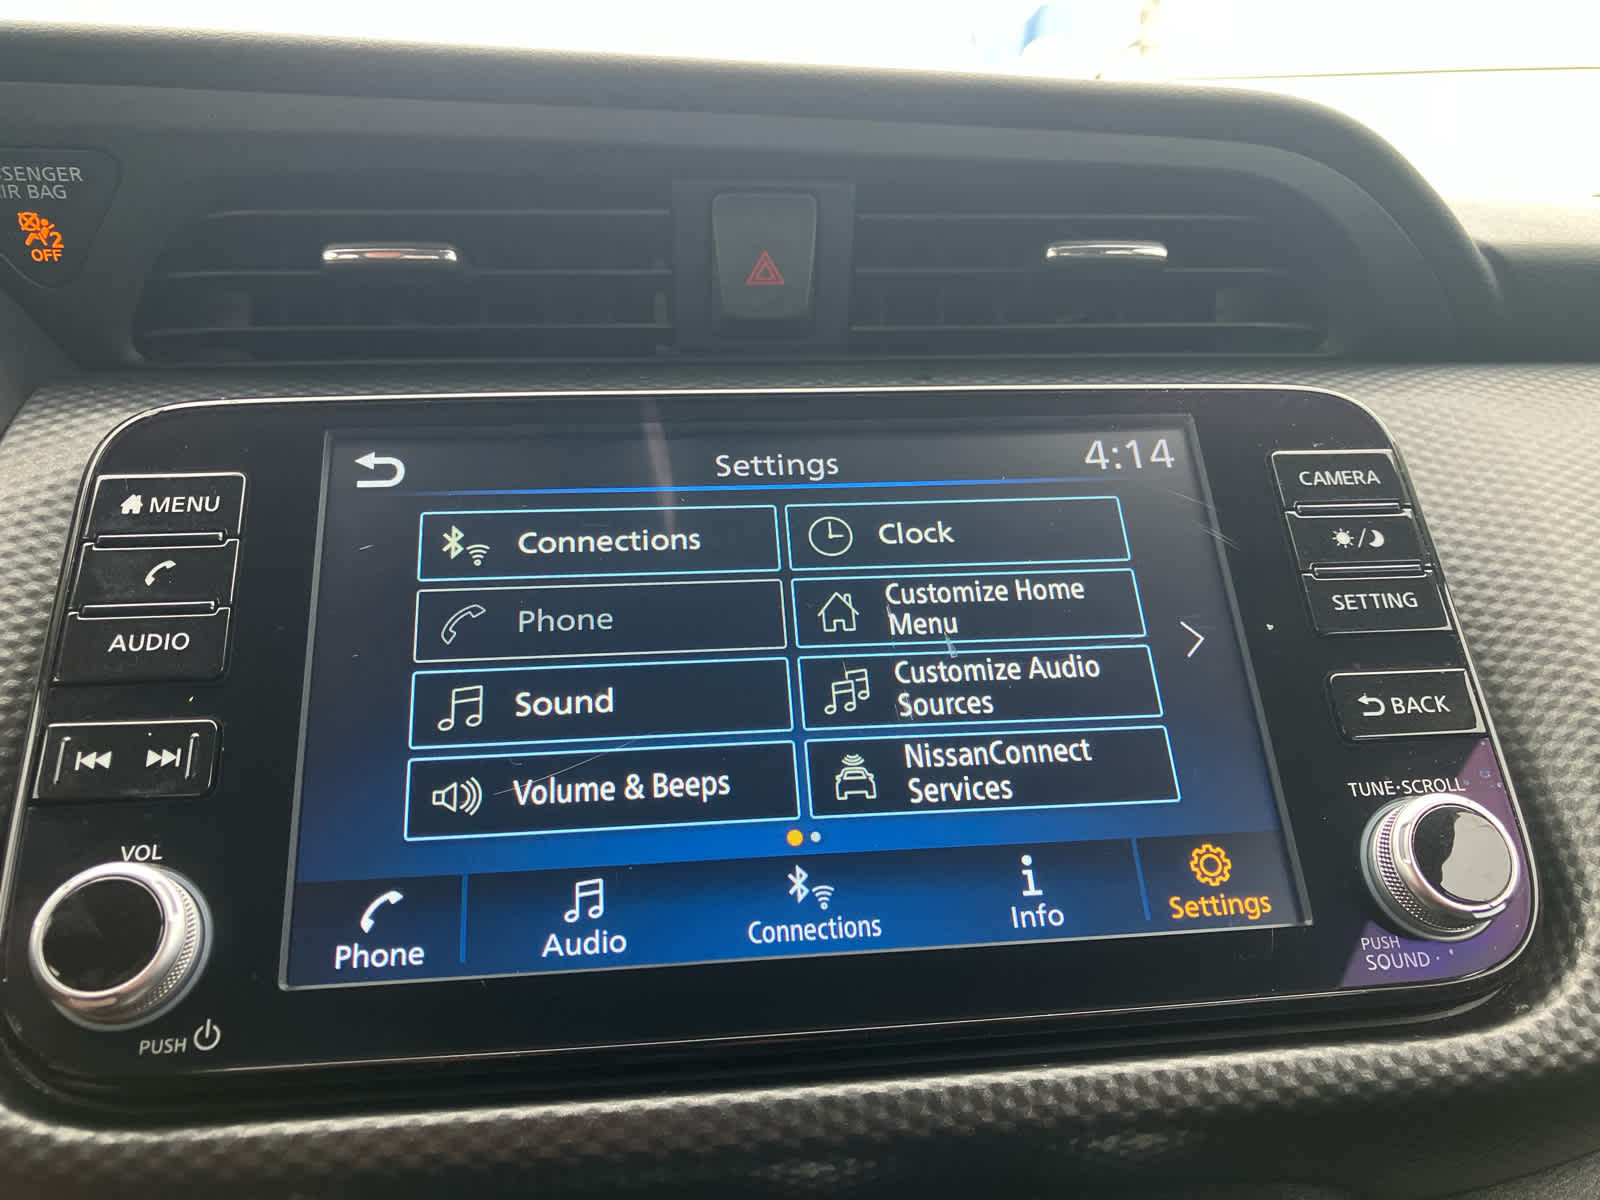 SENGER
IR BAG
2
OFF
Settings
4:14
MENU
AUDIO
VOL
PUSH
Connections
Phone
Sound
Volume & Beeps
Clock
Customize Home
Menu
Customize Audio
Sources
NissanConnect
Services
Phone
Audio
Connections
Info
Settings
CAMERA
SETTING
BACK
TUNE·SCROLL
PUSH
SOUND